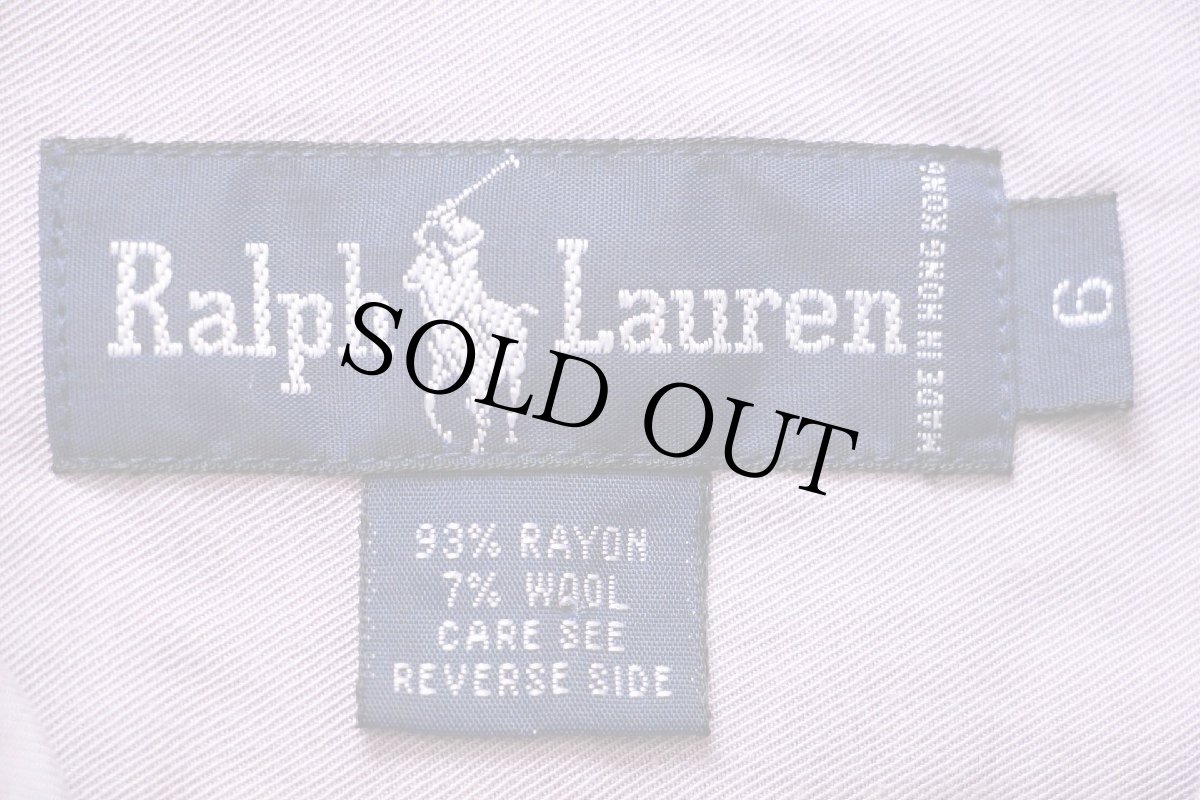 Ralph Lauren
MADE IN HONG KONG
6
SOLD OUT
93% RAYON
7% WOOL
CARE SEE
REVERSE SIDE